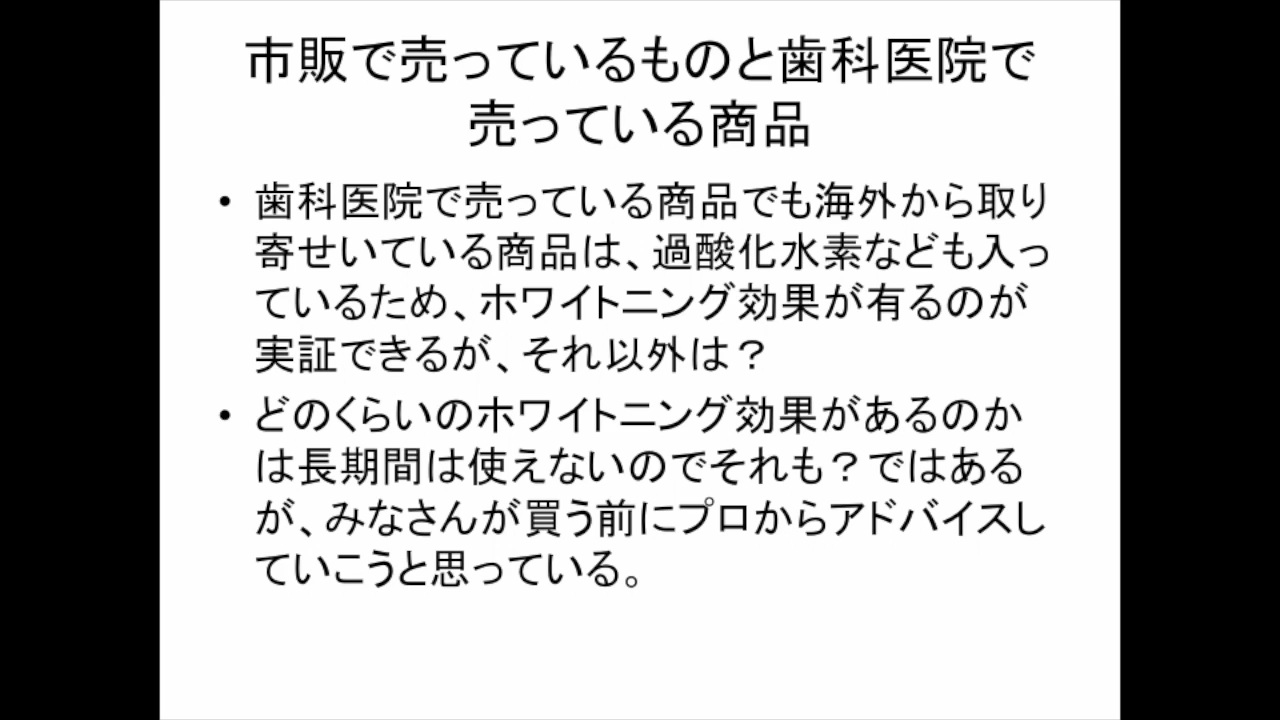 市販で売っているものと歯科医院で
売っている商品
• 歯科医院で売っている商品でも海外から取り
寄せいている商品は、過酸化水素なども入っ
ているため、ホワイトニング効果が有るのが
実証できるが、それ以外は？
• どのくらいのホワイトニング効果があるのか
は長期間は使えないのでそれも？ではある
が、みなさんが買う前にプロからアドバイスし
ていこうと思っている。